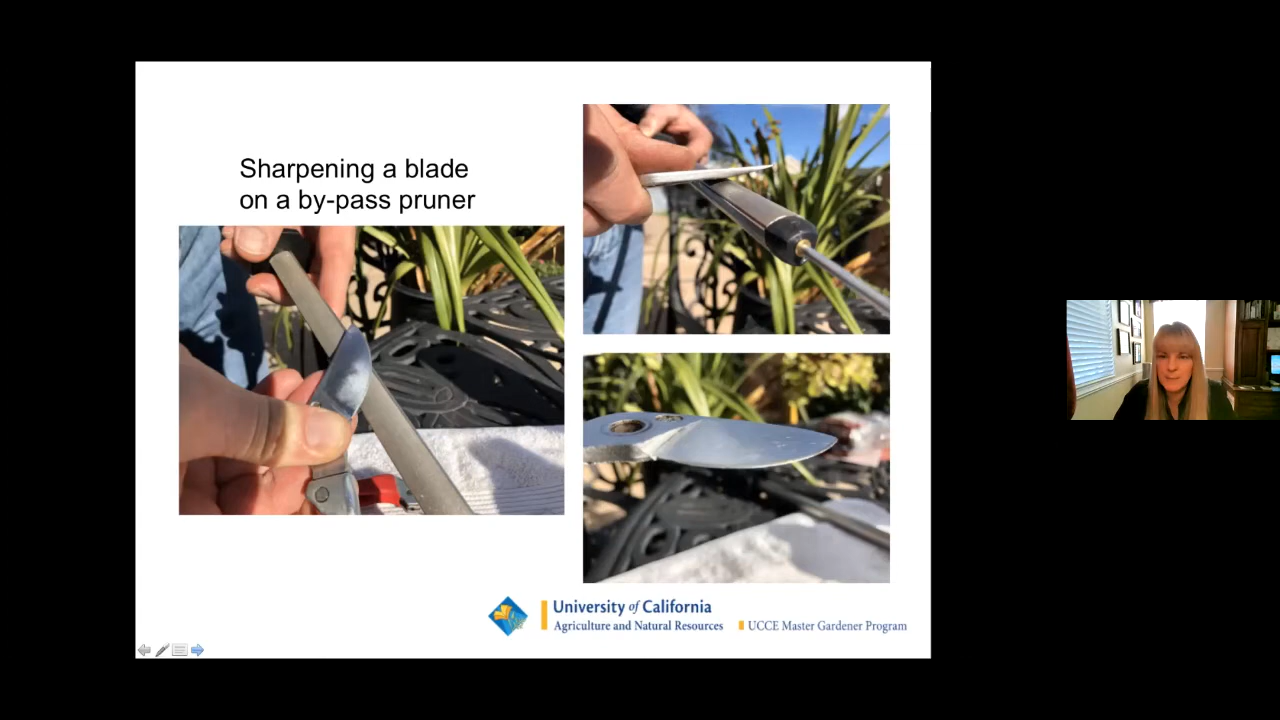 Sharpening a blade
on a by-pass pruner
University of California
Agriculture and Natural Resources
UCCE Master Gardener Program